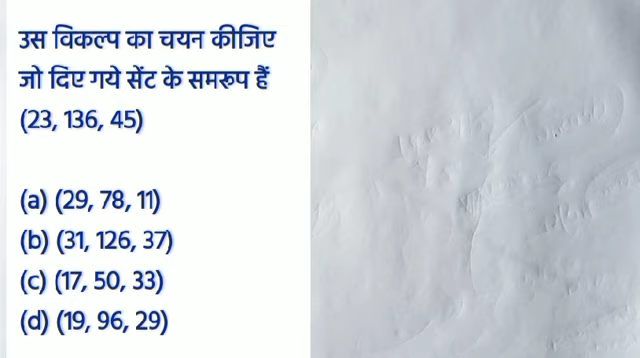 उस विकल्प का चयन कीजिए
जो दिए गये सेंट के समरूप हैं
(23, 136, 45)
(a) (29, 78, 11)
(b) (31, 126, 37)
(c) (17, 50, 33)
(d) (19, 96, 29)